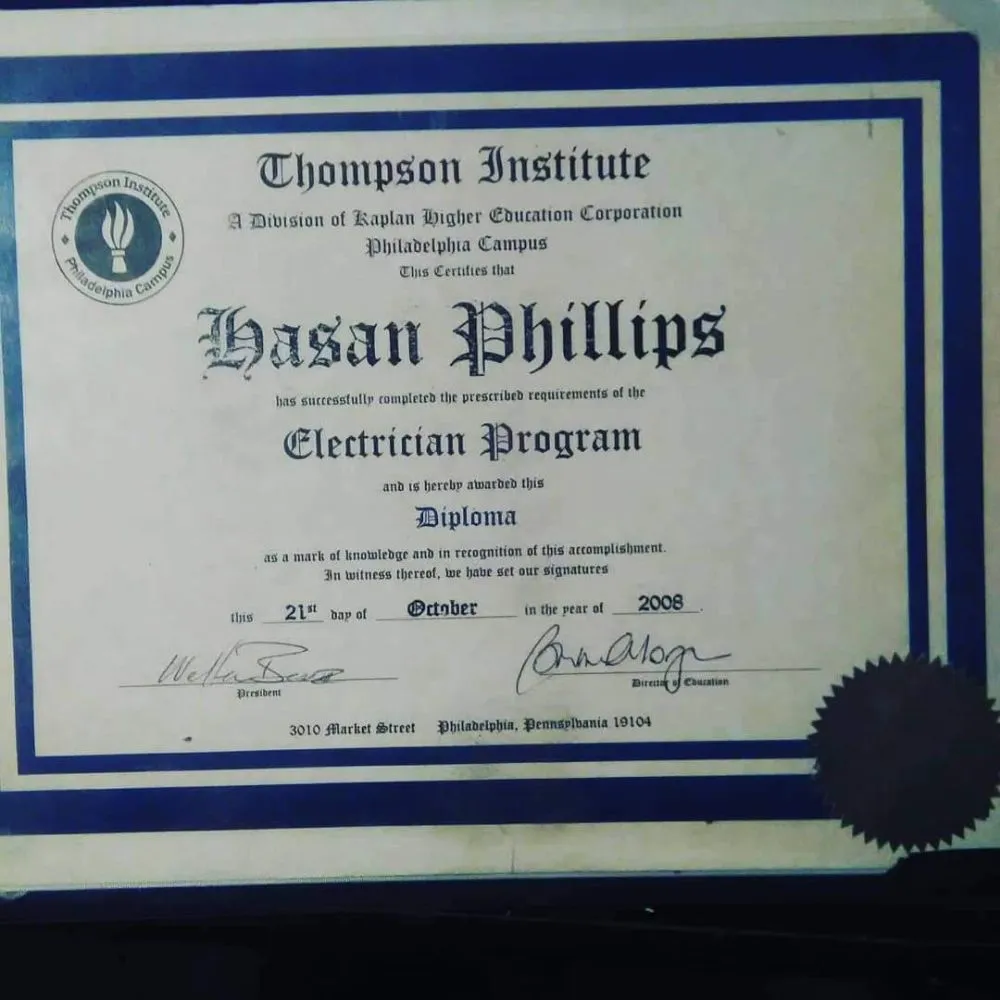 Thompson Institute
Philadelphia Campus
Thompson Institute
A Division of Kaplan Higher Education Corporation
Philadelphia Campus
This Certifies that
Hasan Phillips
has successfully completed the prescribed requirements of the
Electrician Program
and is hereby awarded this
Diploma
as a mark of knowledge and in recognition of this accomplishment.
In witness thereof, we have set our signatures
this 21st day of October in the year of 2008.
President
Director of Education
3010 Market Street Philadelphia, Pennsylvania 19104